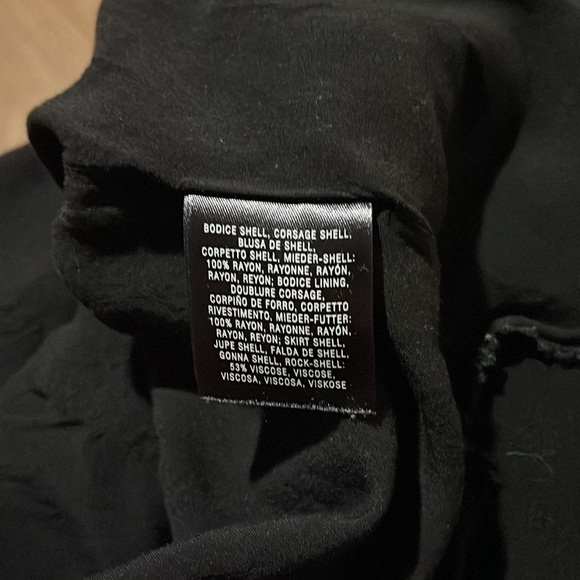 BODICE SHELL, CORSAGE SHELL,
BLUSA DE SHELL,
CORPETTO SHELL, MIEDER-SHELL:
100% RAYON, RAYONNE, RAYÓN,
RAYON, REYON; BODICE LINING,
DOUBLURE CORSAGE,
CORPIÑO DE FORRO, CORPETTO
RIVESTIMENTO, MIEDER-FUTTER:
100% RAYON, RAYONNE, RAYÓN,
RAYON, REYON; SKIRT SHELL,
JUPE SHELL, FALDA DE SHELL,
GONNA SHELL, ROCK-SHELL:
53% VISCOSE, VISCOSE,
VISCOSA, VISCOSA, VISKOSE